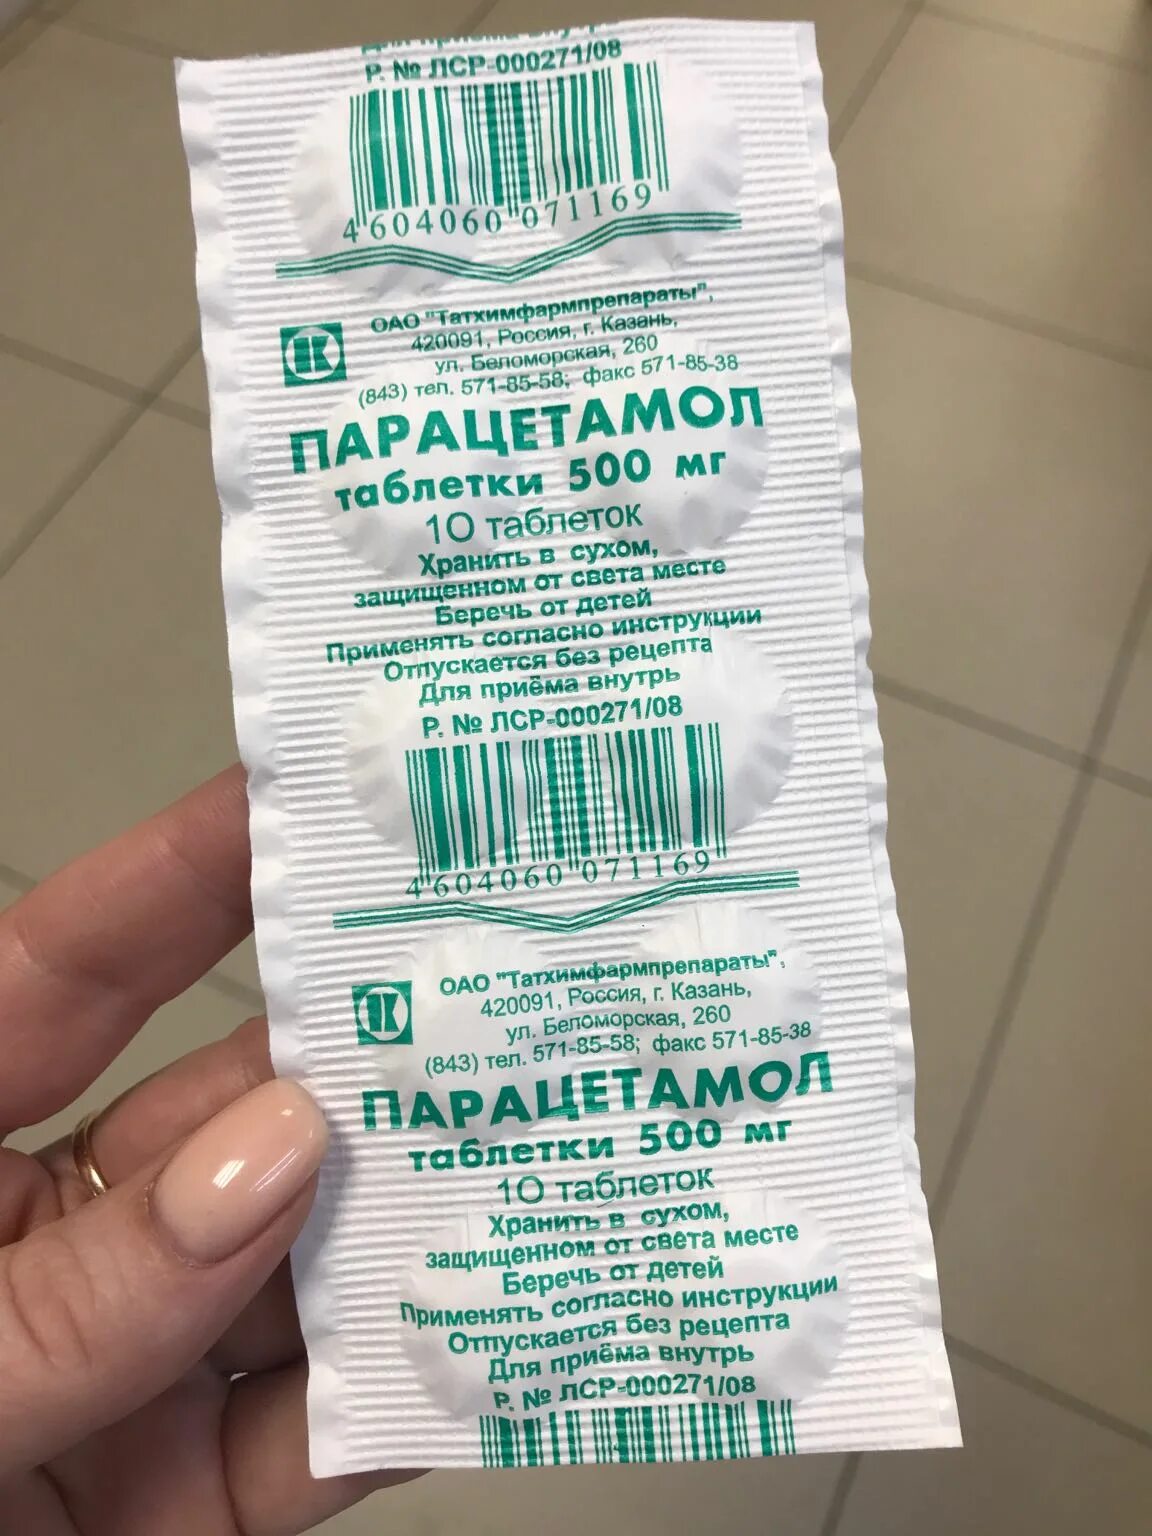 Для приёма внутрь
Р. № ЛСР-000271/08
4 604060 071169
ОАО "Татхимфармпрепараты",
420091, Россия, г. Казань,
ул. Беломорская, 260
(843) тел. 571-85-58; факс 571-85-38
ПАРАЦЕТАМОЛ
таблетки 500 мг
10 таблеток
Хранить в сухом,
защищенном от света месте
Беречь от детей
Применять согласно инструкции
Отпускается без рецепта
Для приёма внутрь
Р. № ЛСР-000271/08
4 604060 071169
ОАО "Татхимфармпрепараты",
420091, Россия, г. Казань,
ул. Беломорская, 260
(843) тел. 571-85-58; факс 571-85-38
ПАРАЦЕТАМОЛ
таблетки 500 мг
10 таблеток
Хранить в сухом,
защищенном от света месте
Беречь от детей
Применять согласно инструкции
Отпускается без рецепта
Для приёма внутрь
Р. № ЛСР-000271/08